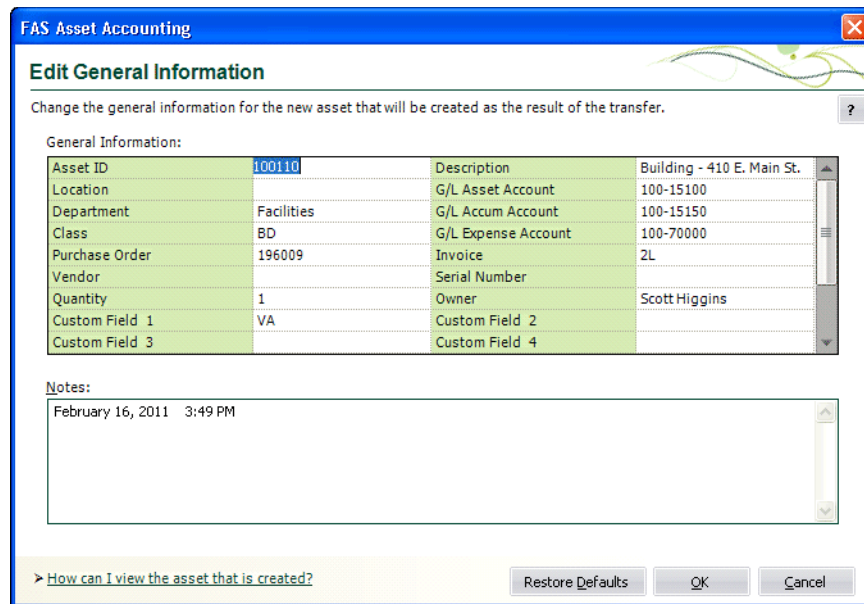 FAS Asset Accounting
Edit General Information
Change the general information for the new asset that will be created as the result of the transfer.
?
General Information:
Asset ID 100110 Description Building - 410 E. Main St.
Location G/L Asset Account 100-15100
Department Facilities G/L Accum Account 100-15150
Class BD G/L Expense Account 100-70000
Purchase Order 196009 Invoice 2L
Vendor Serial Number
Quantity 1 Owner Scott Higgins
Custom Field 1 VA Custom Field 2
Custom Field 3 Custom Field 4
Notes:
February 16, 2011 3:49 PM
How can I view the asset that is created?
Restore Defaults OK Cancel